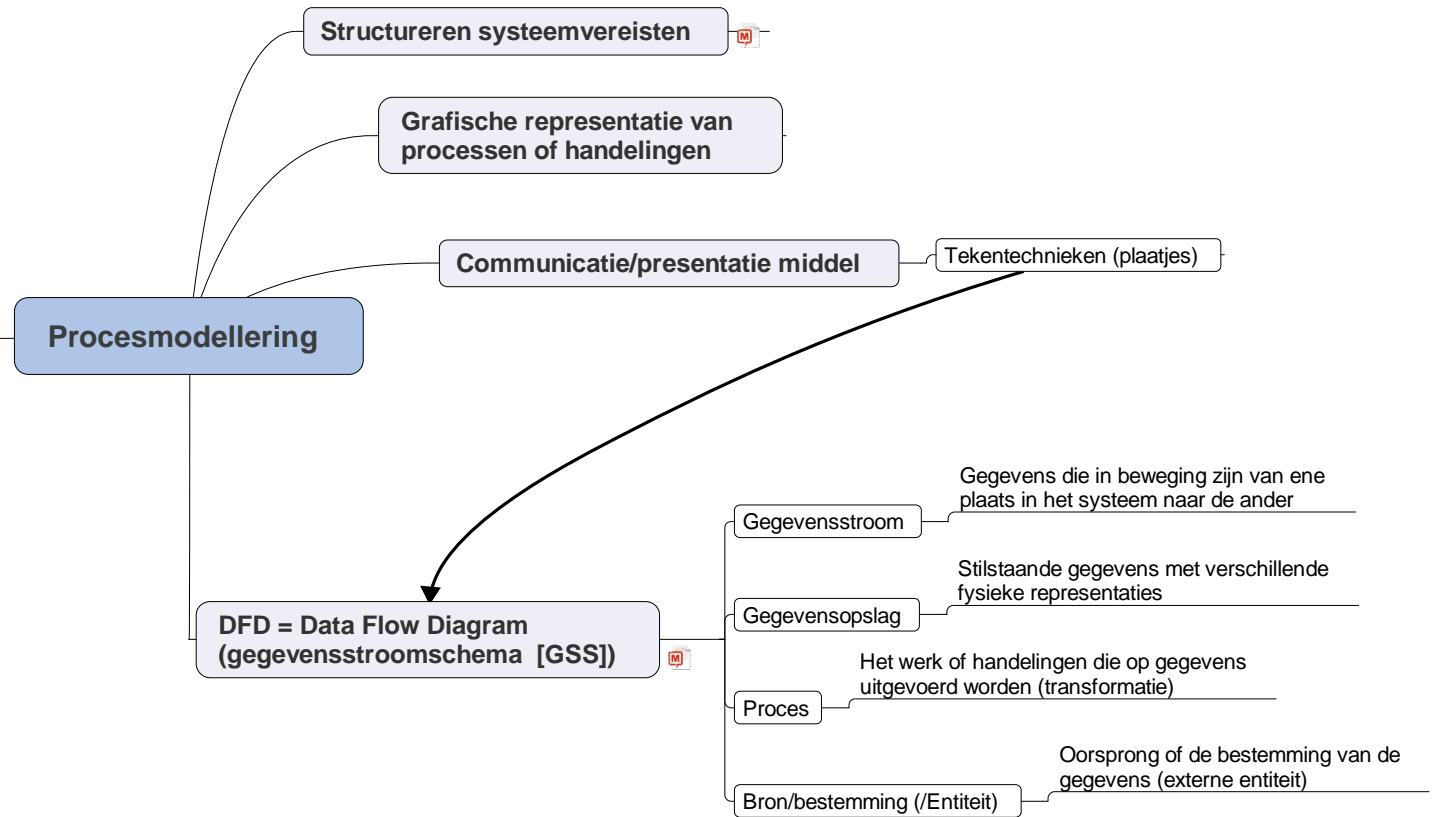 Structureren systeemvereisten
Grafische representatie van
processen of handelingen
Communicatie/presentatie middel
Tekentechnieken (plaatjes)
Procesmodellering
DFD = Data Flow Diagram
(gegevensstroomschema [GSS])
Gegevensstroom
Gegevens die in beweging zijn van ene
plaats in het systeem naar de ander
Gegevensopslag
Stilstaande gegevens met verschillende
fysieke representaties
Proces
Het werk of handelingen die op gegevens
uitgevoerd worden (transformatie)
Bron/bestemming (/Entiteit)
Oorsprong of de bestemming van de
gegevens (externe entiteit)